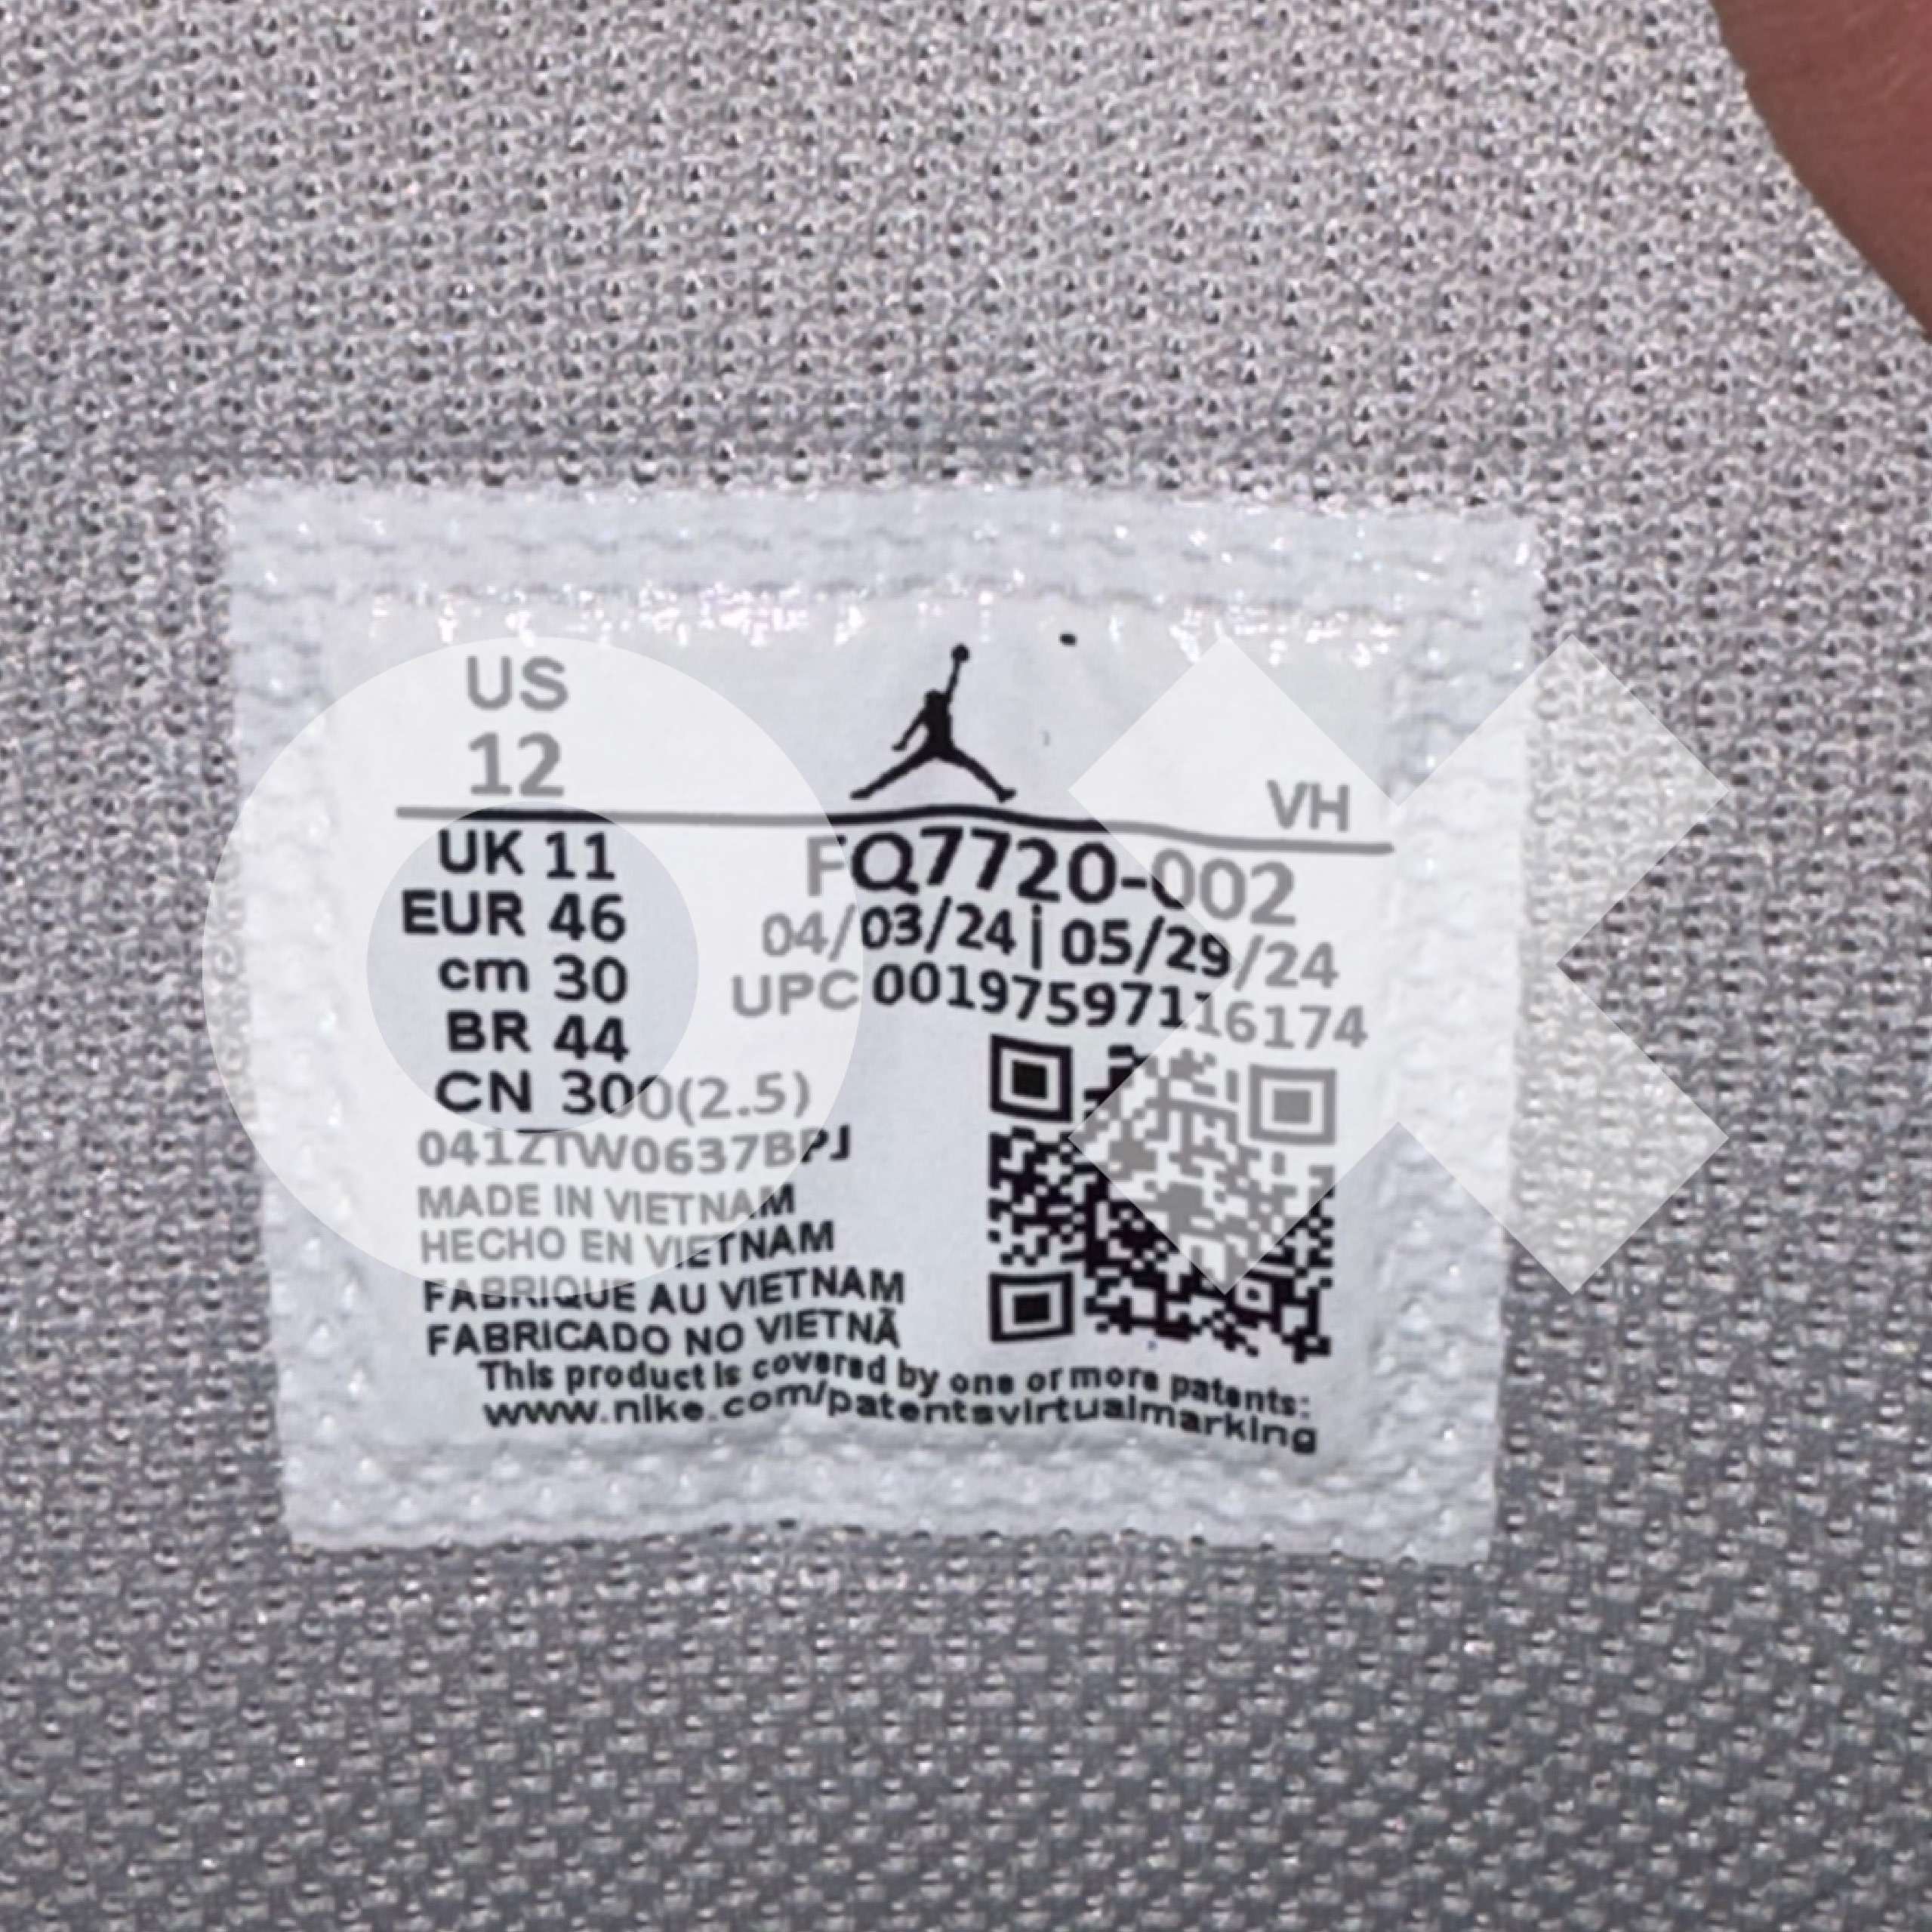 US
12
VH
UK 11
EUR 46
cm 30
BR 44
CN 300(2.5)
FQ7720-002
04/03/24|05/29/24
UPC 00197597116174
041ZTW0637BPJ
MADE IN VIETNAM
HECHO EN VIETNAM
FABRIQUE AU VIETNAM
FABRICADO NO VIETNÃ
This product is covered by one or more patents:
www.nike.com/patentsvirtualmarking
OX